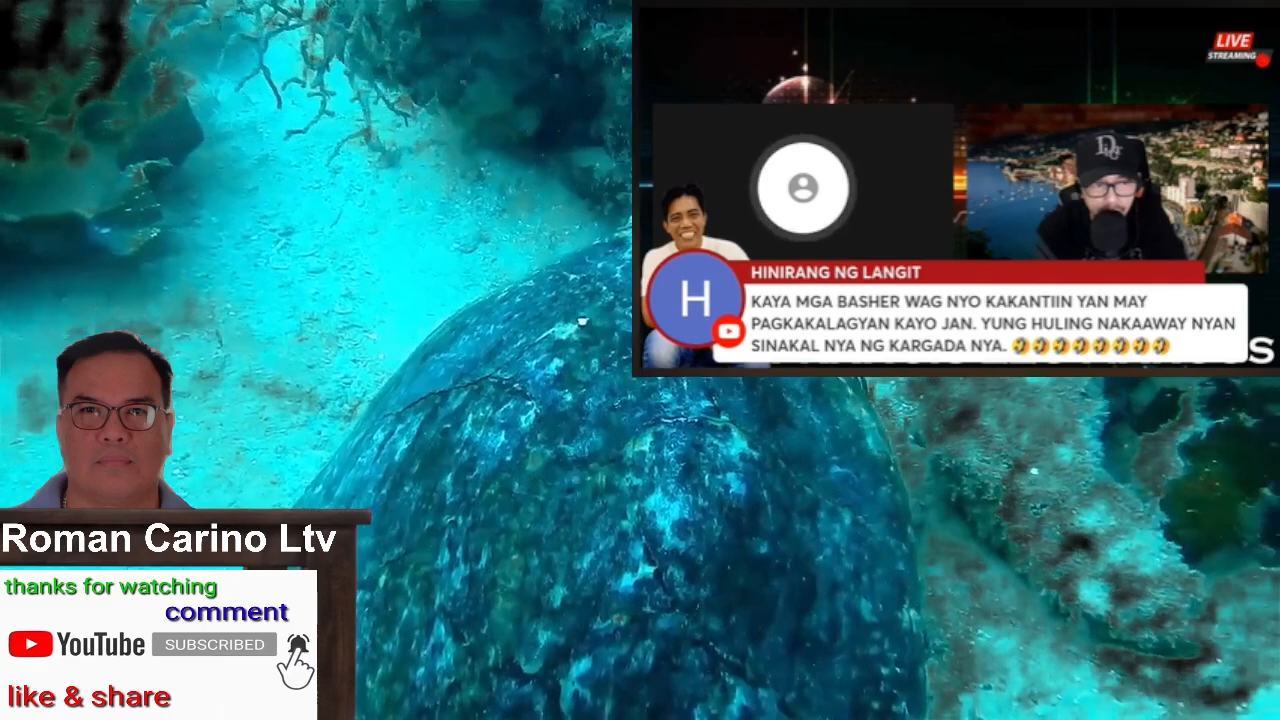 LIVE
STREAMING
Dior
H
HINIRANG NG LANGIT
KAYA MGA BASHER WAG NYO KAKANTIIN YAN MAY
PAGKAKALAGYAN KAYO JAN. YUNG HULING NAKAAWAY NYAN
SINAKAL NYA NG KARGADA NYA. 🤣🤣🤣🤣🤣🤣🤣🤣
Roman Carino Ltv
thanks for watching
comment
YouTube SUBSCRIBED
like & share